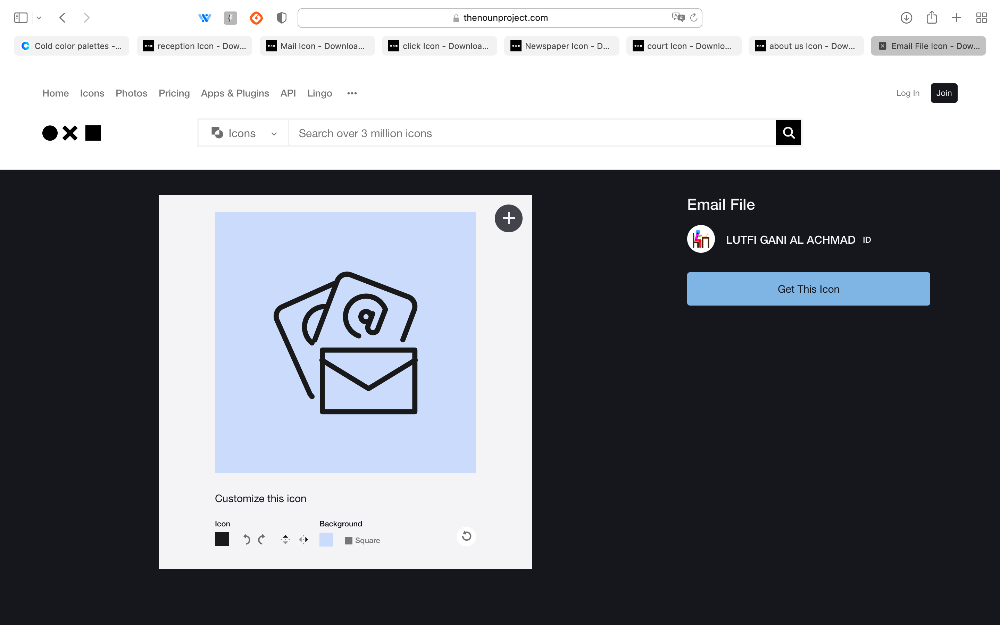 thenounproject.com
Cold color palettes -...
reception Icon - Dow...
Mail Icon - Downloa...
click Icon - Downloa...
Newspaper Icon - D...
court Icon - Downlo...
about us Icon - Dow...
Email File Icon - Dow...
Home Icons Photos Pricing Apps & Plugins API Lingo •••
Log In Join
Icons
Search over 3 million icons
@
Email File
LUTFI GANI AL ACHMAD ID
Get This Icon
Customize this icon
Icon
Background
Square